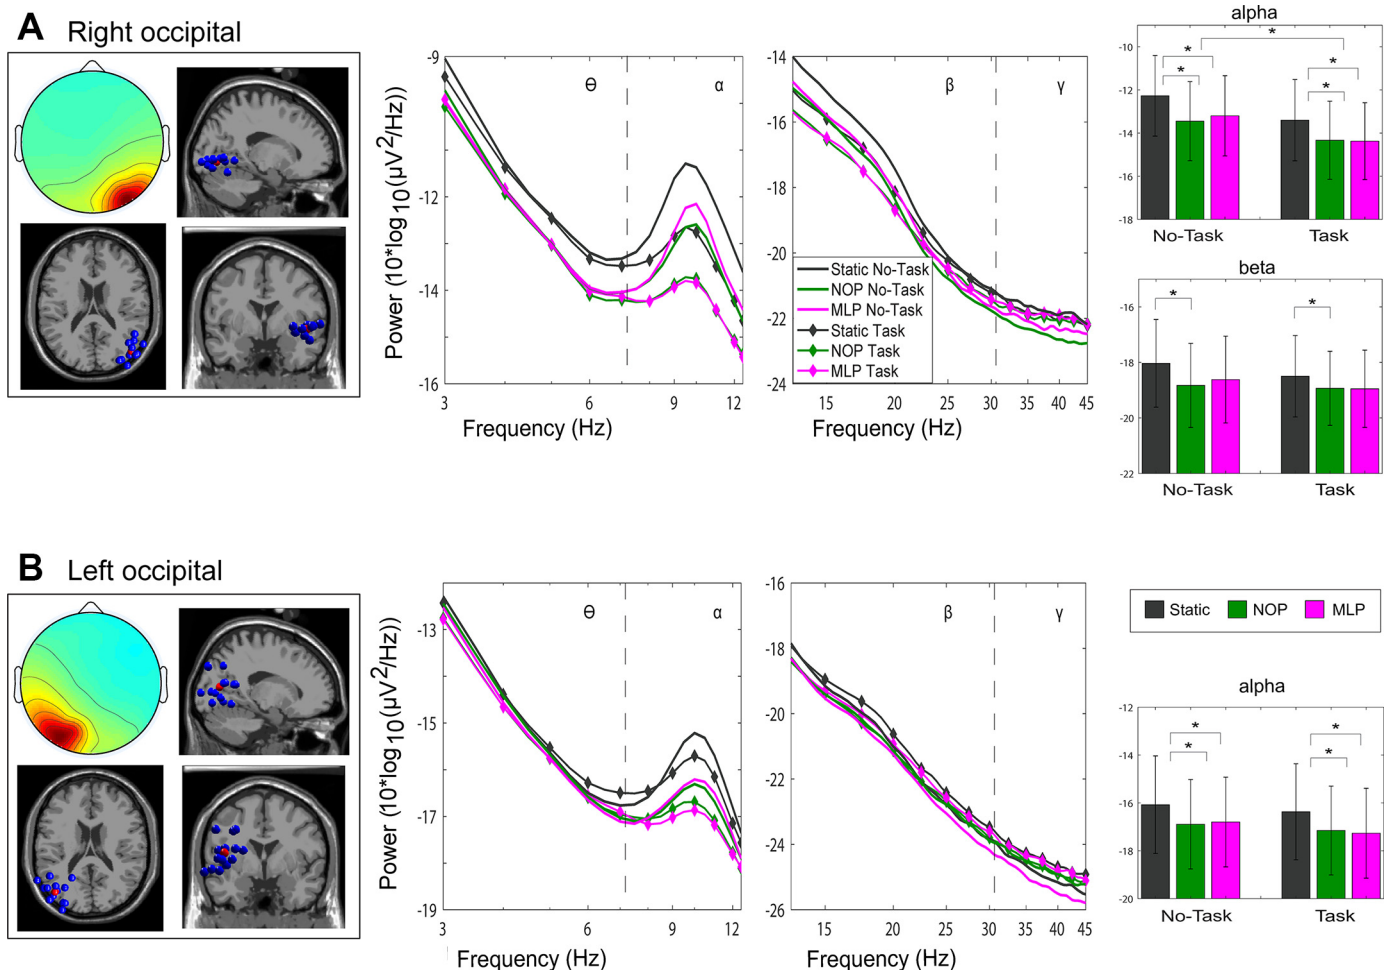 A Right occipital
Power (10*log10(μV²/Hz))
-9
-12
-14
-16
3
6
9
12
Frequency (Hz)
Θ
α
-14
-16
-18
-20
-22
-24
15
20
25
30
35
40
45
Frequency (Hz)
β
γ
Static No-Task
NOP No-Task
MLP No-Task
Static Task
NOP Task
MLP Task
alpha
-10
-12
-14
-16
-18
* * * * * 
No-Task Task
beta
-16
-18
-20
-22
* *
No-Task Task
B Left occipital
Power (10*log10(μV²/Hz))
-13
-15
-17
-19
3
6
9
12
Frequency (Hz)
Θ
α
-16
-18
-20
-22
-24
-26
15
20
25
30
35
40
45
Frequency (Hz)
β
γ
Static NOP MLP
alpha
-12
-14
-16
-18
-20
* * * *
No-Task Task